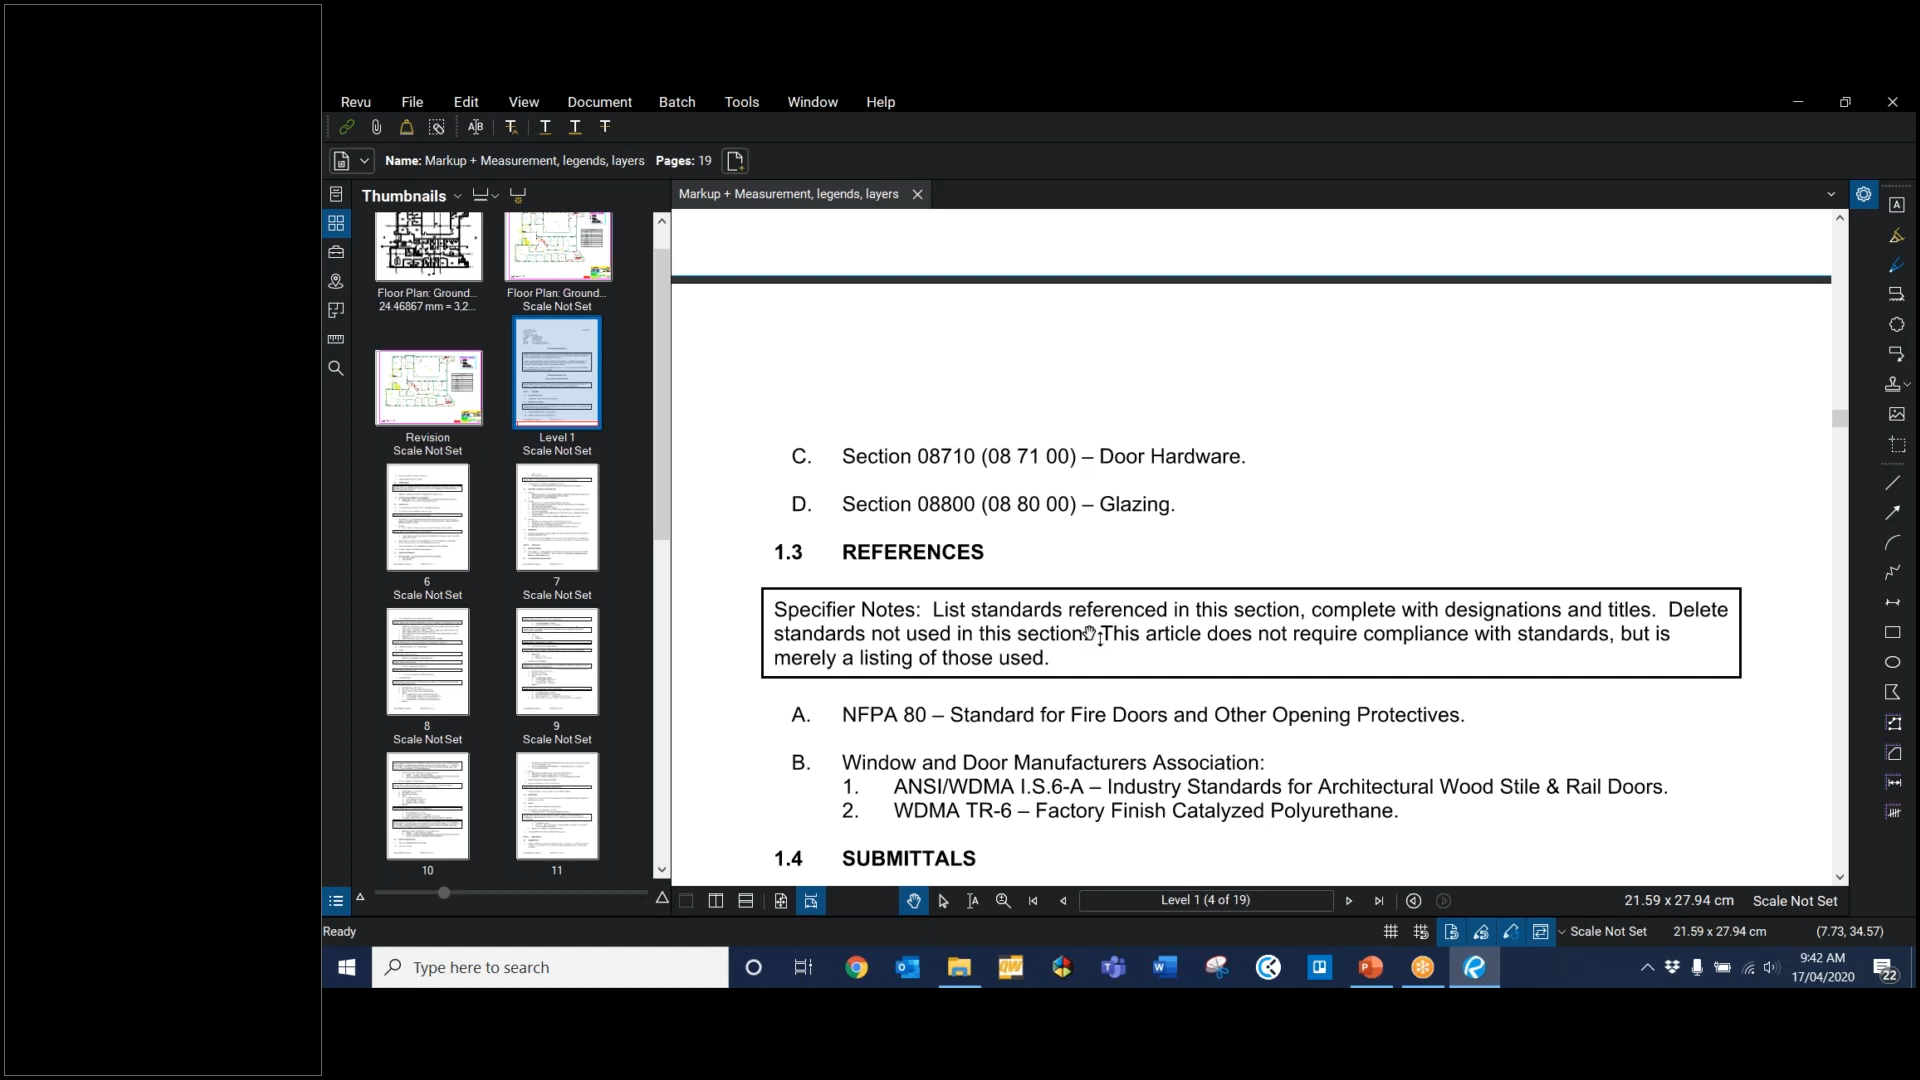 Revu File Edit View Document Batch Tools Window Help
Name: Markup + Measurement, legends, layers Pages: 19
Thumbnails
Markup + Measurement, legends, layers
Floor Plan: Ground... Floor Plan: Ground...
24.46867 mm = 3,2... Scale Not Set
Revision Level 1
Scale Not Set Scale Not Set
6 7
Scale Not Set Scale Not Set
8 9
Scale Not Set Scale Not Set
10 11
C. Section 08710 (08 71 00) – Door Hardware.
D. Section 08800 (08 80 00) – Glazing.
1.3 REFERENCES
Specifier Notes: List standards referenced in this section, complete with designations and titles. Delete
standards not used in this section. This article does not require compliance with standards, but is
merely a listing of those used.
A. NFPA 80 – Standard for Fire Doors and Other Opening Protectives.
B. Window and Door Manufacturers Association:
1. ANSI/WDMA I.S.6-A – Industry Standards for Architectural Wood Stile & Rail Doors.
2. WDMA TR-6 – Factory Finish Catalyzed Polyurethane.
1.4 SUBMITTALS
Level 1 (4 of 19) 21.59 x 27.94 cm Scale Not Set
Ready Scale Not Set 21.59 x 27.94 cm (7.73, 34.57)
Type here to search
9:42 AM
17/04/2020
22